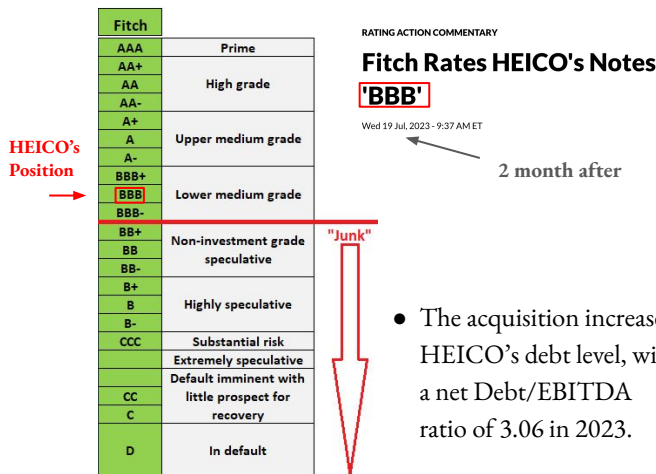 Fitch
AAA Prime
AA+
AA High grade
AA-
A+
A Upper medium grade
A-
BBB+
BBB Lower medium grade
BBB-
BB+
BB Non-investment grade
speculative
BB-
B+
B Highly speculative
B-
CCC Substantial risk
Extremely speculative
Default imminent with
CC little prospect for
C recovery
D In default
HEICO's
Position
"Junk"
RATING ACTION COMMENTARY
Fitch Rates HEICO's Notes
'BBB'
Wed 19 Jul, 2023 - 9:37 AM ET
2 month after
● The acquisition increase
HEICO's debt level, wi
a net Debt/EBITDA
ratio of 3.06 in 2023.